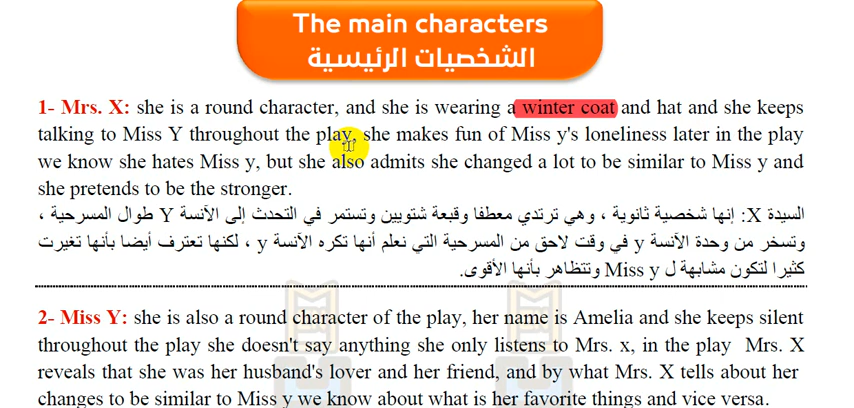 The main characters
الشخصيات الرئيسية
1- Mrs. X: she is a round character, and she is wearing a winter coat and hat and she keeps
talking to Miss Y throughout the play, she makes fun of Miss y's loneliness later in the play
we know she hates Miss y, but she also admits she changed a lot to be similar to Miss y and
she pretends to be the stronger.
السيدة X: إنها شخصية ثانوية ، وهي ترتدي معطفا وقبعة شتويين وتستمر في التحدث إلى الآنسة Y طوال المسرحية ،
وتسخر من وحدة الآنسة y في وقت لاحق من المسرحية التي نعلم أنها تكره الآنسة y ، لكنها تعترف أيضا بأنها تغيرت
كثيرا لتكون مشابهة ل Miss y وتتظاهر بأنها الأقوى.
2- Miss Y: she is also a round character of the play, her name is Amelia and she keeps silent
throughout the play she doesn't say anything she only listens to Mrs. x, in the play Mrs. X
reveals that she was her husband's lover and her friend, and by what Mrs. X tells about her
changes to be similar to Miss y we know about what is her favorite things and vice versa.